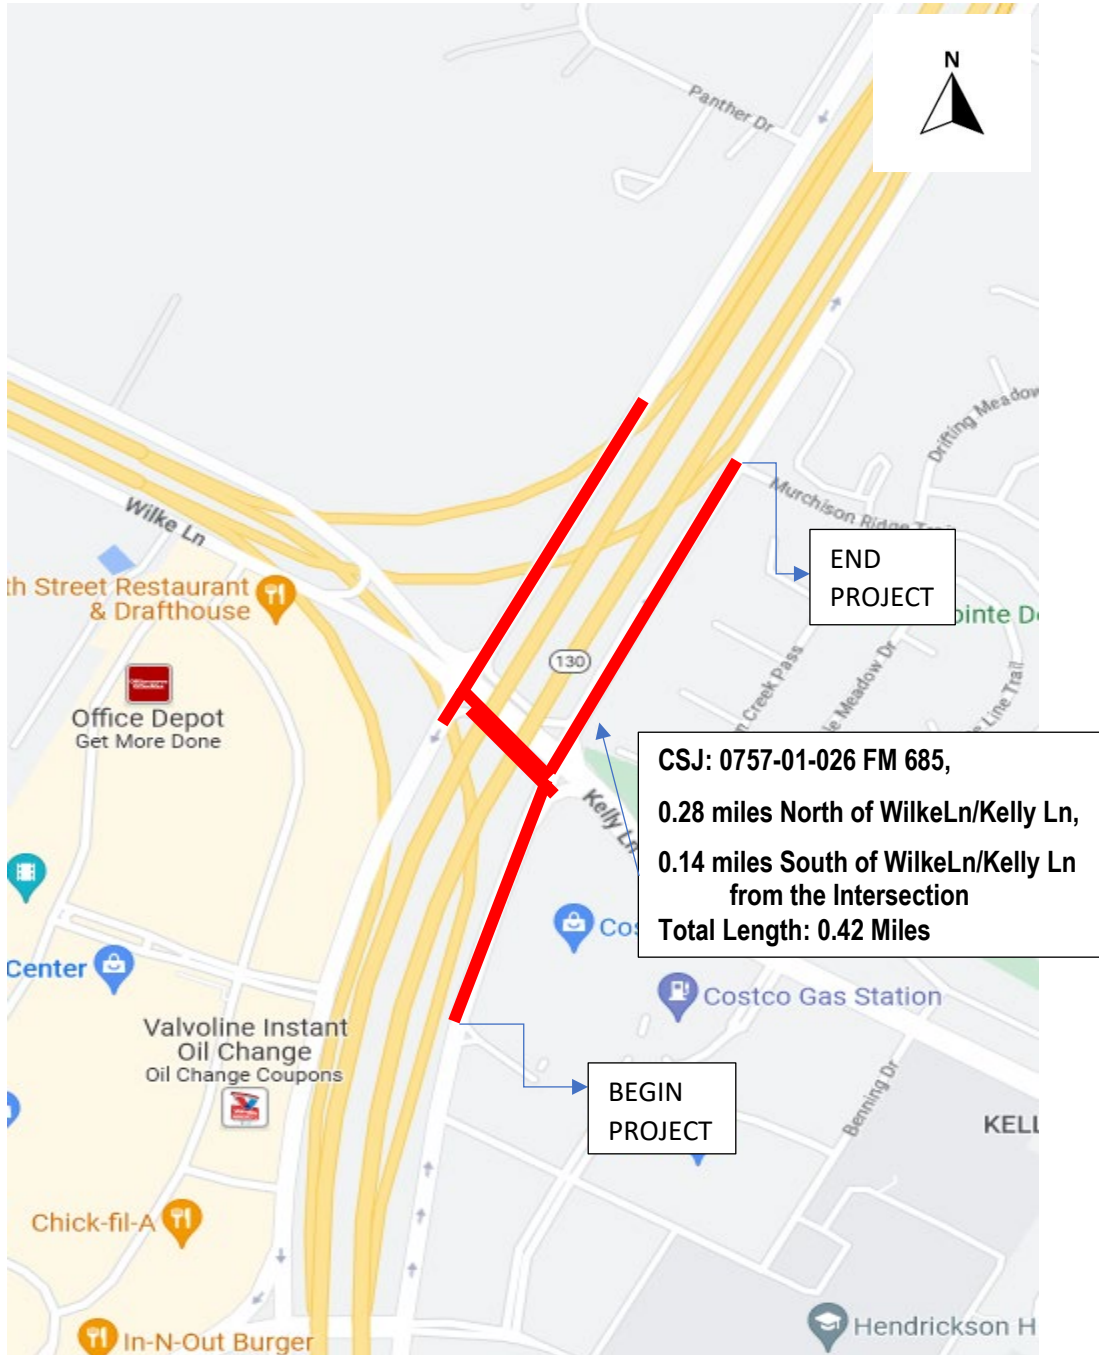 N
Panther Dr
Drifting Meadow
Wilke Ln
Murchison Ridge
END
PROJECT
th Street Restaurant
& Drafthouse
ointe D
130
Creek Pass
Meadow Dr
Line Trail
Office Depot
Get More Done
CSJ: 0757-01-026 FM 685,
0.28 miles North of WilkeLn/Kelly Ln,
0.14 miles South of WilkeLn/Kelly Ln
from the Intersection
Total Length: 0.42 Miles
Kelly Ln
Cos
Center
Costco Gas Station
Valvoline Instant
Oil Change
Oil Change Coupons
BEGIN
PROJECT
Benning Dr
KELL
Chick-fil-A
In-N-Out Burger
Hendrickson H